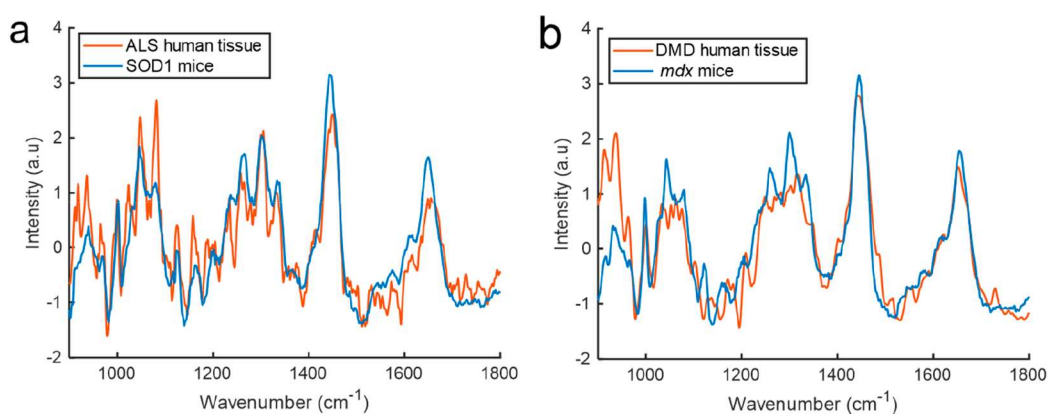 a
ALS human tissue
SOD1 mice
Intensity (a.u)
4
3
2
1
0
-1
-2
1000 1200 1400 1600 1800
Wavenumber (cm-1)
b
DMD human tissue
mdx mice
Intensity (a.u)
4
3
2
1
0
-1
-2
1000 1200 1400 1600 1800
Wavenumber (cm-1)